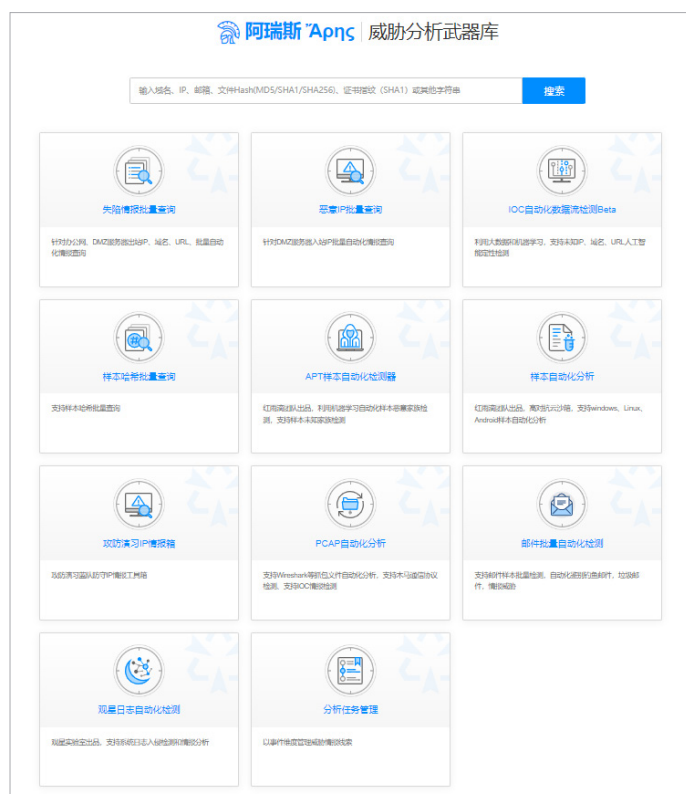 阿瑞斯 Ἄρης 威胁分析武器库
输入域名、IP、邮箱、文件Hash(MD5/SHA1/SHA256)、证书指纹（SHA1）或其他字符串
搜索
失陷情报批量查询
恶意IP批量查询
IOC自动化数据流检测Beta
针对办公网、DMZ服务器出站IP、域名、URL、批量自动
化情报查询
针对DMZ服务器入站IP批量自动化情报查询
利用大数据和机器学习、支持未知IP、域名、URL人工智
能定性检测
样本哈希批量查询
APT样本自动化检测器
样本自动化分析
支持样本哈希批量查询
红雨滴团队出品，利用机器学习自动化样本恶意家族检
测，支持样本未知家族检测
红雨滴团队出品，高对抗云沙箱，支持windows、Linux、
Android样本自动化分析
攻防演习IP情报箱
PCAP自动化分析
邮件批量自动化检测
攻防演习蓝队防守IP情报工具箱
支持Wireshark等抓包文件自动化分析、支持木马通信协议
检测、支持IOC情报检测
支持邮件样本批量检测、自动化识别钓鱼邮件、垃圾邮
件、情报威胁
观星日志自动化检测
分析任务管理
观星实验室出品，支持系统日志入侵检测和情报分析
以事件维度管理威胁情报线索